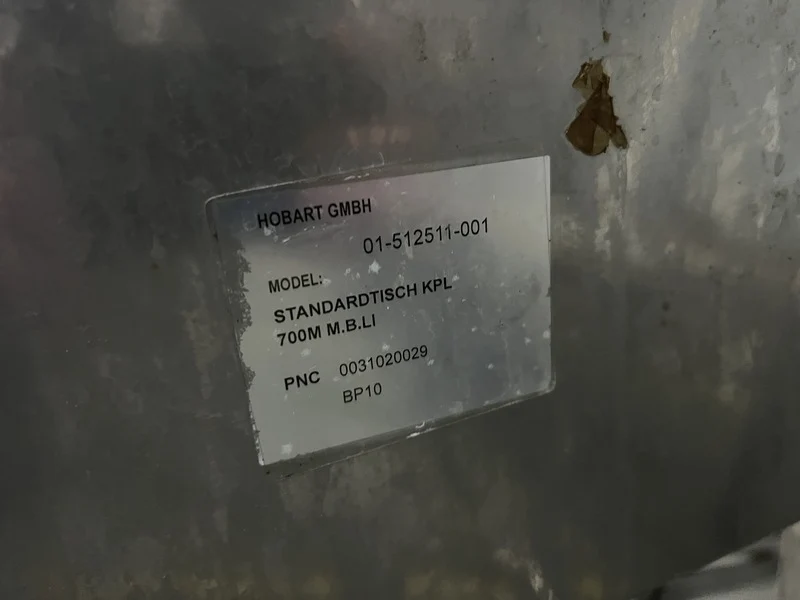 HOBART GMBH
01-512511-001
MODEL:
STANDARDTISCH KPL
700M M.B.LI
PNC 0031020029
BP10